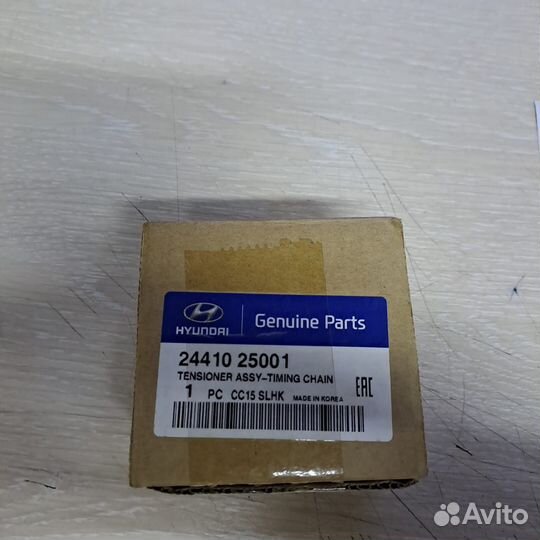 HYUNDAI
Genuine Parts
24410 25001
TENSIONER ASSY-TIMING CHAIN
1 PC CC15 SLHK MADE IN KOREA
EAC
Avito